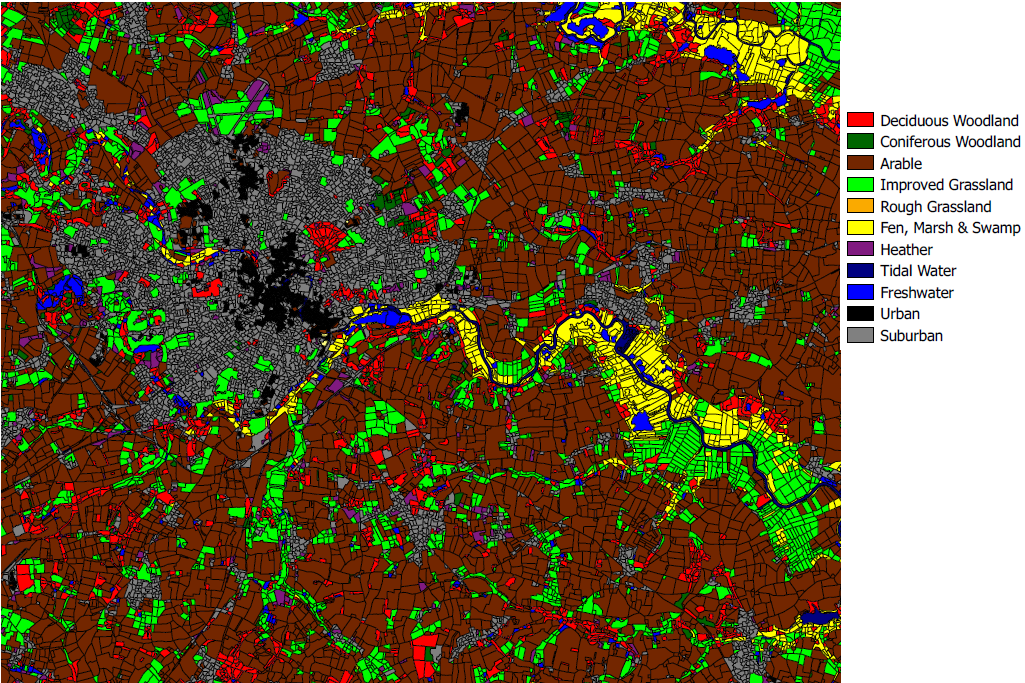 Deciduous Woodland
Coniferous Woodland
Arable
Improved Grassland
Rough Grassland
Fen, Marsh & Swamp
Heather
Tidal Water
Freshwater
Urban
Suburban